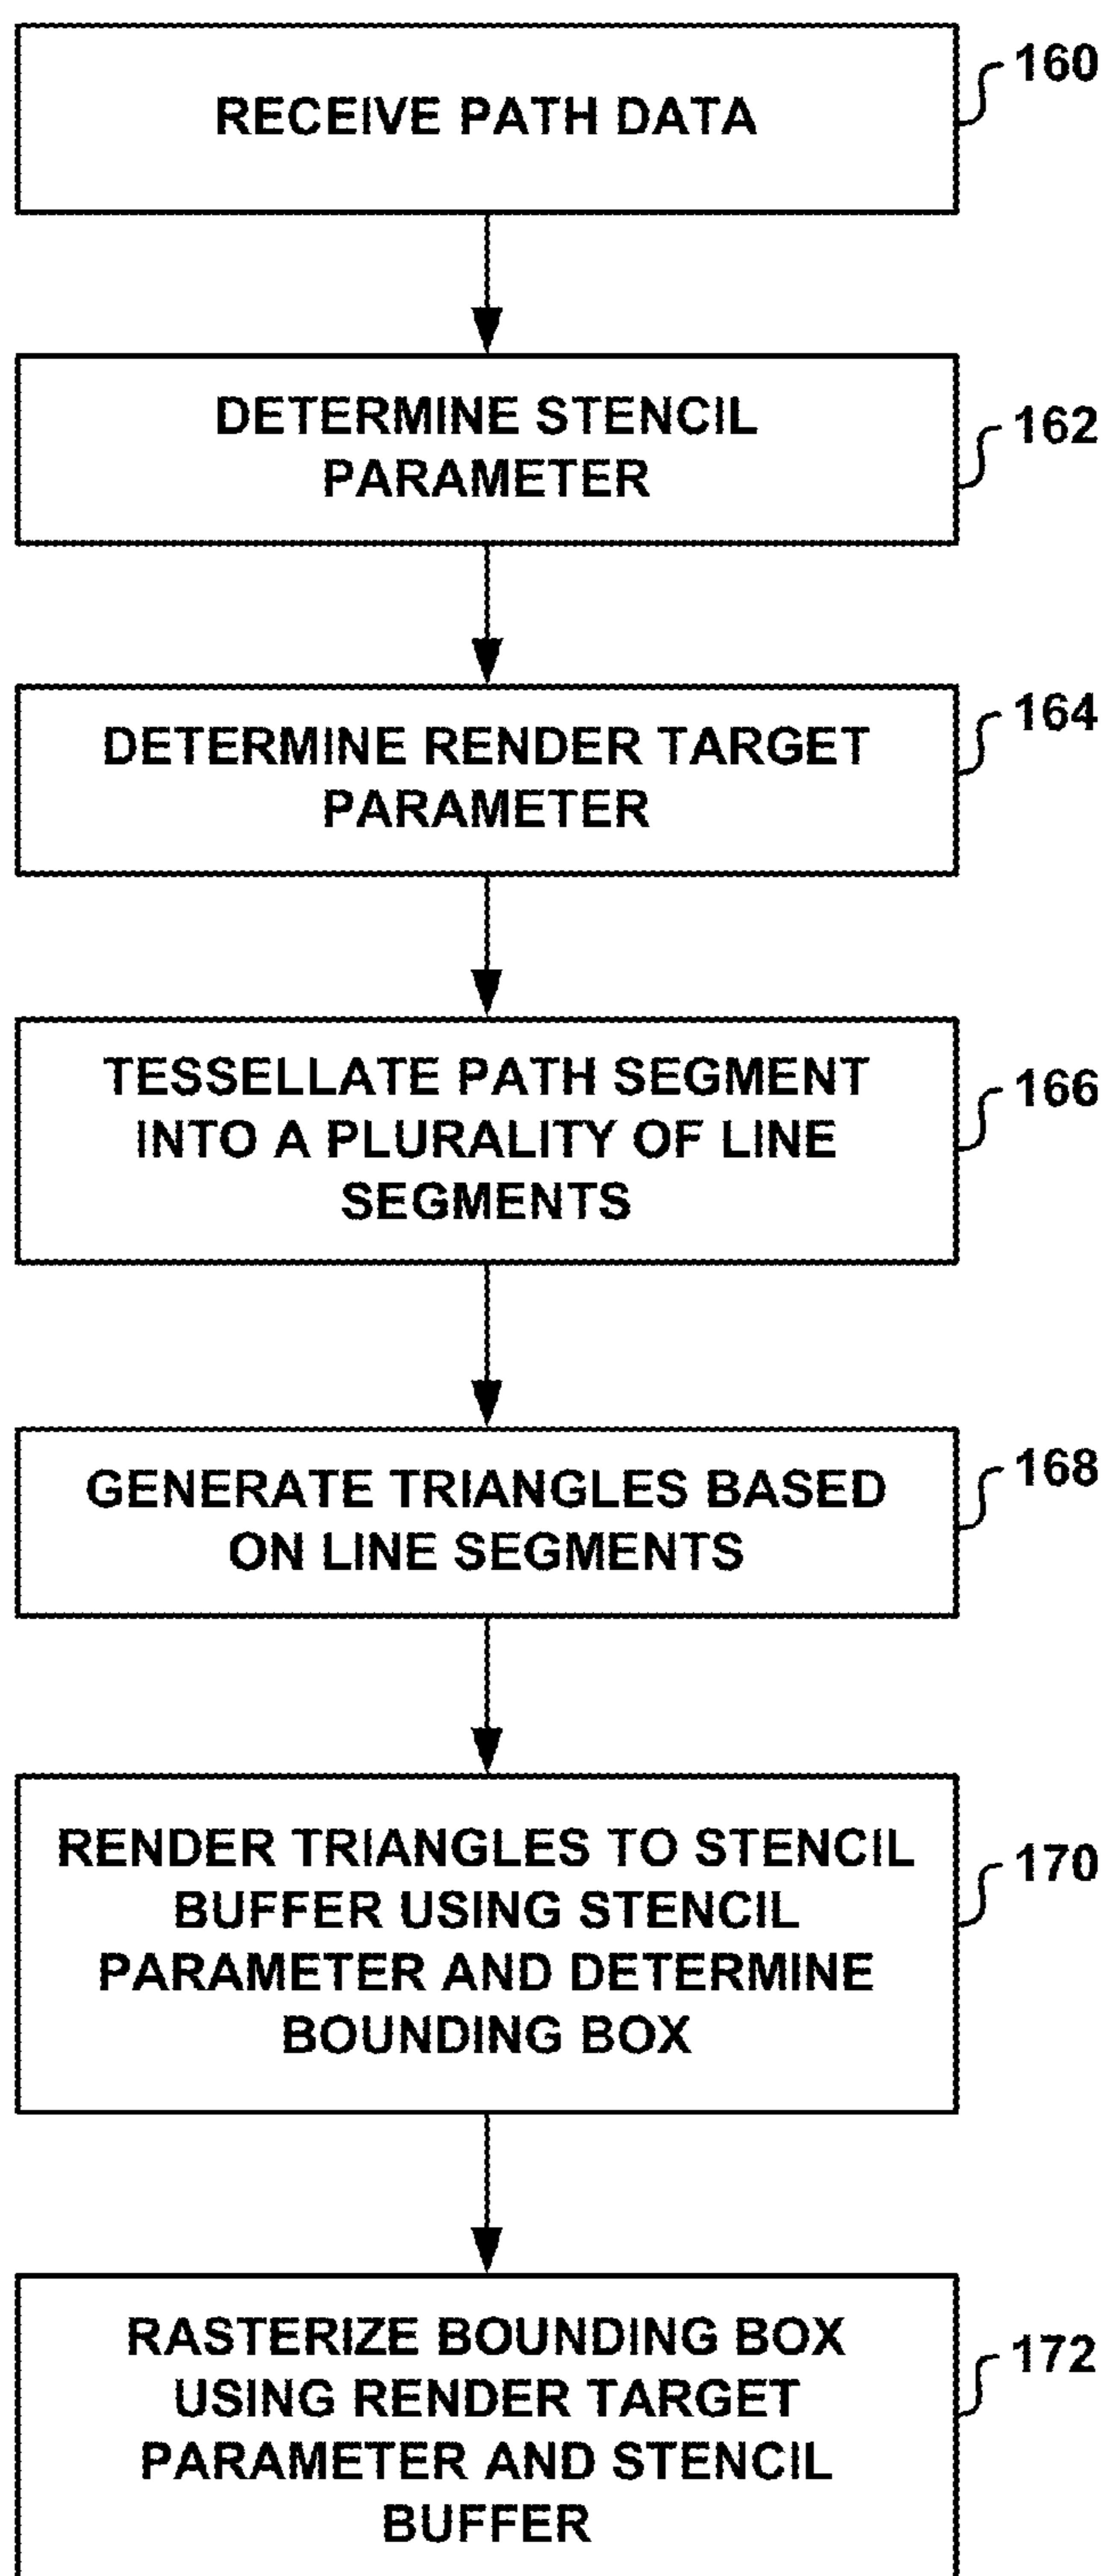 RECEIVE PATH DATA
160
DETERMINE STENCIL
PARAMETER
162
DETERMINE RENDER TARGET
PARAMETER
164
TESSELLATE PATH SEGMENT
INTO A PLURALITY OF LINE
SEGMENTS
166
GENERATE TRIANGLES BASED
ON LINE SEGMENTS
168
RENDER TRIANGLES TO STENCIL
BUFFER USING STENCIL
PARAMETER AND DETERMINE
BOUNDING BOX
170
RASTERIZE BOUNDING BOX
USING RENDER TARGET
PARAMETER AND STENCIL
BUFFER
172